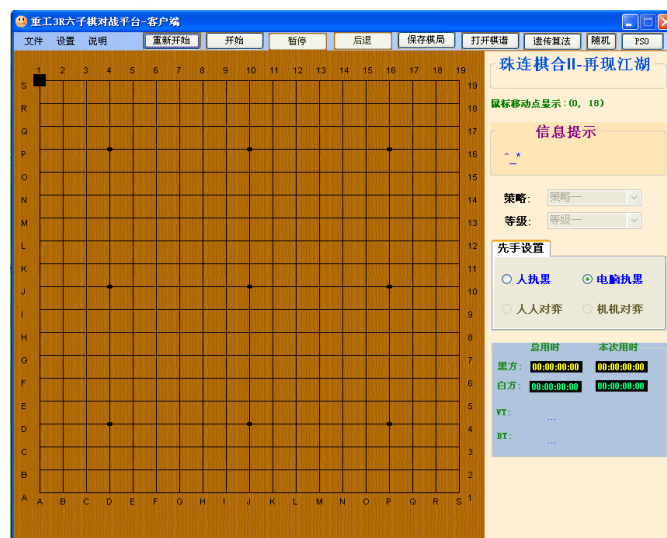 重工3R六子棋对战平台-客户端
文件 设置 说明 重新开始 开始 暂停 后退 保存棋局 打开棋谱 遗传算法 随机 PSO
珠连棋合II-再现江湖
鼠标移动点显示:(0, 18)
信息提示
^_*
策略: 策略一
等级: 等级一
先手设置
人执黑 电脑执黑
人人对弈 机机对弈
总用时 本次用时
黑方: 00:00:00:00 00:00:00:00
白方: 00:00:00:00 00:00:00:00
VT: ...
BT: ...
1 2 3 4 5 6 7 8 9 10 11 12 13 14 15 16 17 18 19
S 19
R 18
Q 17
P 16
O 15
N 14
M 13
L 12
K 11
J 10
I 9
H 8
G 7
F 6
E 5
D 4
C 3
B 2
A 1
A B C D E F G H I J K L M N O P Q R S